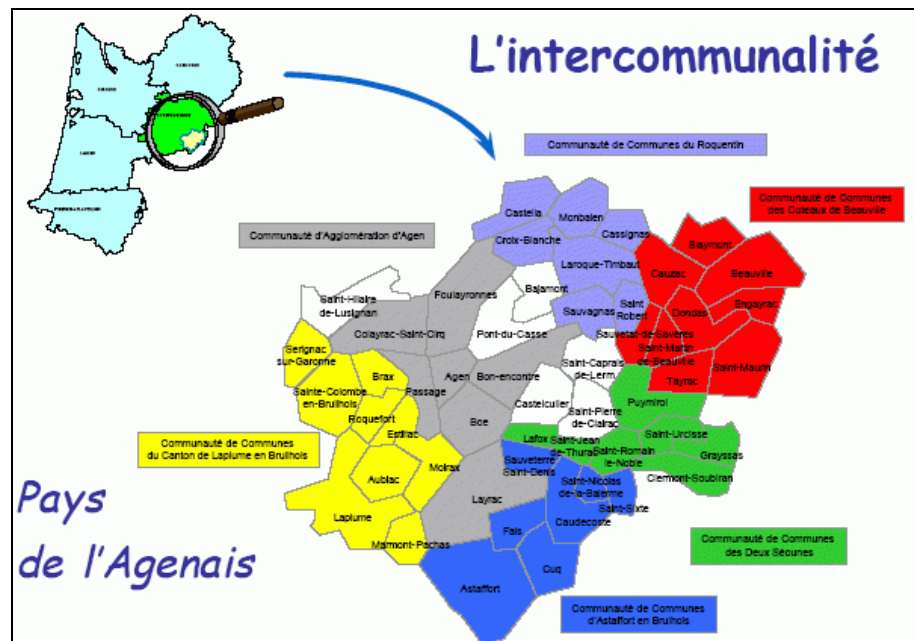 L'intercommunalité
Communauté de Communes du Roquentin
Communauté de Communes
des Coteaux de Beauville
Communauté d'Agglomération d'Agen
Castella
Monbalen
Cassignas
Croix-Blanche
Blaymont
Laroque-Timbaut
Cauzac
Beauville
Bajamont
Foulayronnes
Saint-Hilaire
de-Lusignan
Sauvagnas
Saint
Robert
Dondas
Engayrac
Colayrac-Saint-Cirq
Pont-du-Casse
Sauvetat-de-Savères
Saint-Martin
de-Beauville
Serignac
sur-Garonne
Saint-Caprais
de-Lerm
Saint-Maurin
Brax
Agen
Bon-encontre
Tayrac
Passage
Sainte-Colombe
en-Brulhois
Castelculier
Puymirol
Roquefort
Saint-Pierre
de-Clairac
Estillac
Boe
Communauté de Communes
du Canton de Laplume en Brulhois
Lafox
Saint-Jean
de-Thurac
Saint-Urcisse
Moirax
Sauveterre
Saint-Denis
Saint-Romain
le-Noble
Grayssas
Aubiac
Saint-Nicolas
de-la-Balerme
Clermont-Soubiran
Layrac
Saint-Sixte
Pays
de l'Agenais
Laplume
Fals
Caudecoste
Marmont-Pachas
Communauté de Communes
des Deux Séounes
Cuq
Astaffort
Communauté de Communes
d'Astaffort en Brulhois